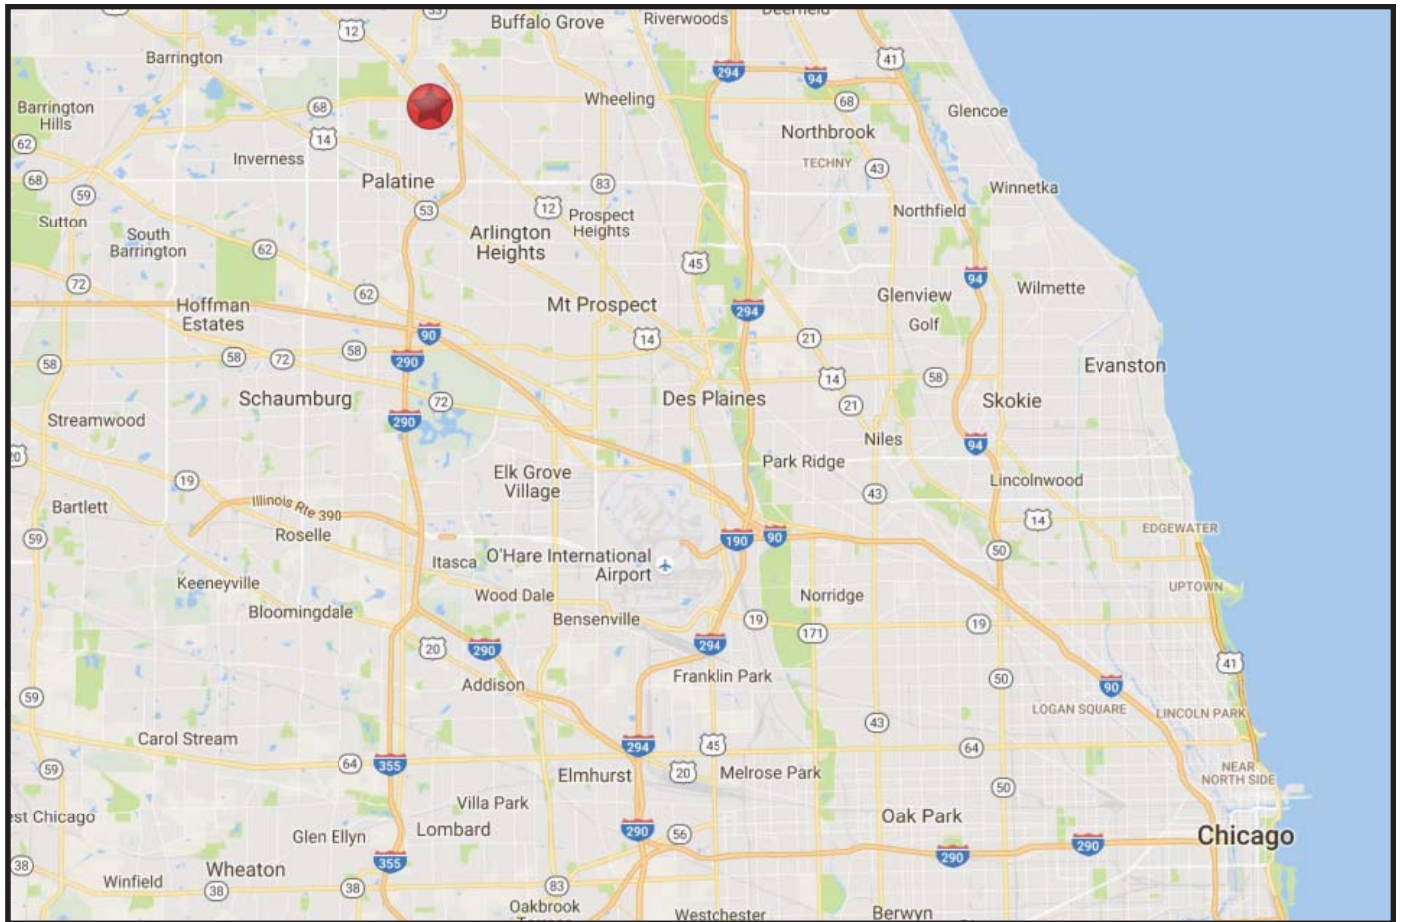 53
Deerfield
12
Buffalo Grove
Riverwoods
Barrington
41
294
94
Barrington
Hills
68
Wheeling
68
Glencoe
62
14
Northbrook
Inverness
TECHNY
43
68
Palatine
83
Winnetka
59
53
12
Prospect
Heights
Northfield
Sutton
South
Barrington
Arlington
Heights
62
45
72
62
94
Wilmette
Hoffman
Estates
Mt Prospect
294
Glenview
Golf
90
14
21
58
58
72
58
290
Evanston
Schaumburg
72
Des Plaines
14
58
Skokie
290
21
Streamwood
Niles
94
20
Park Ridge
19
Elk Grove
Village
Lincolnwood
43
Bartlett
Illinois Rte 390
14
EDGEWATER
59
Roselle
190
90
50
Itasca
O'Hare International
Airport
Keeneyville
Wood Dale
Norridge
UPTOWN
Bloomingdale
Bensenville
19
171
19
20
290
294
41
Addison
Franklin Park
50
90
59
LOGAN SQUARE
LINCOLN PARK
43
Carol Stream
294
45
64
59
64
355
Elmhurst
20
Melrose Park
NEAR
NORTH SIDE
50
Villa Park
est Chicago
Glen Ellyn
Lombard
290
56
Oak Park
Chicago
38
Wheaton
355
290
290
Winfield
38
38
83
Oakbrook
Terrace
Westchester
Berwyn